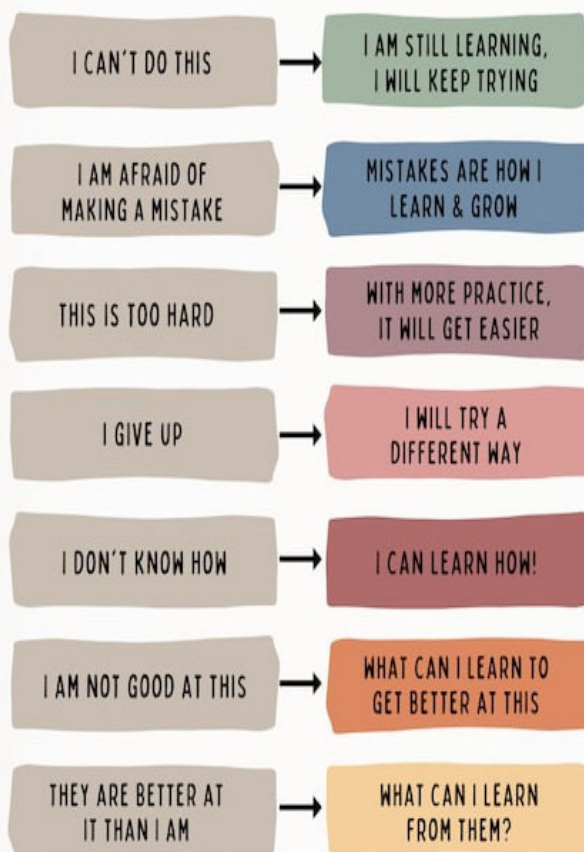 I CAN'T DO THIS
I AM STILL LEARNING,
I WILL KEEP TRYING
I AM AFRAID OF
MAKING A MISTAKE
MISTAKES ARE HOW I
LEARN & GROW
THIS IS TOO HARD
WITH MORE PRACTICE,
IT WILL GET EASIER
I GIVE UP
I WILL TRY A
DIFFERENT WAY
I DON'T KNOW HOW
I CAN LEARN HOW!
I AM NOT GOOD AT THIS
WHAT CAN I LEARN TO
GET BETTER AT THIS
THEY ARE BETTER AT
IT THAN I AM
WHAT CAN I LEARN
FROM THEM?